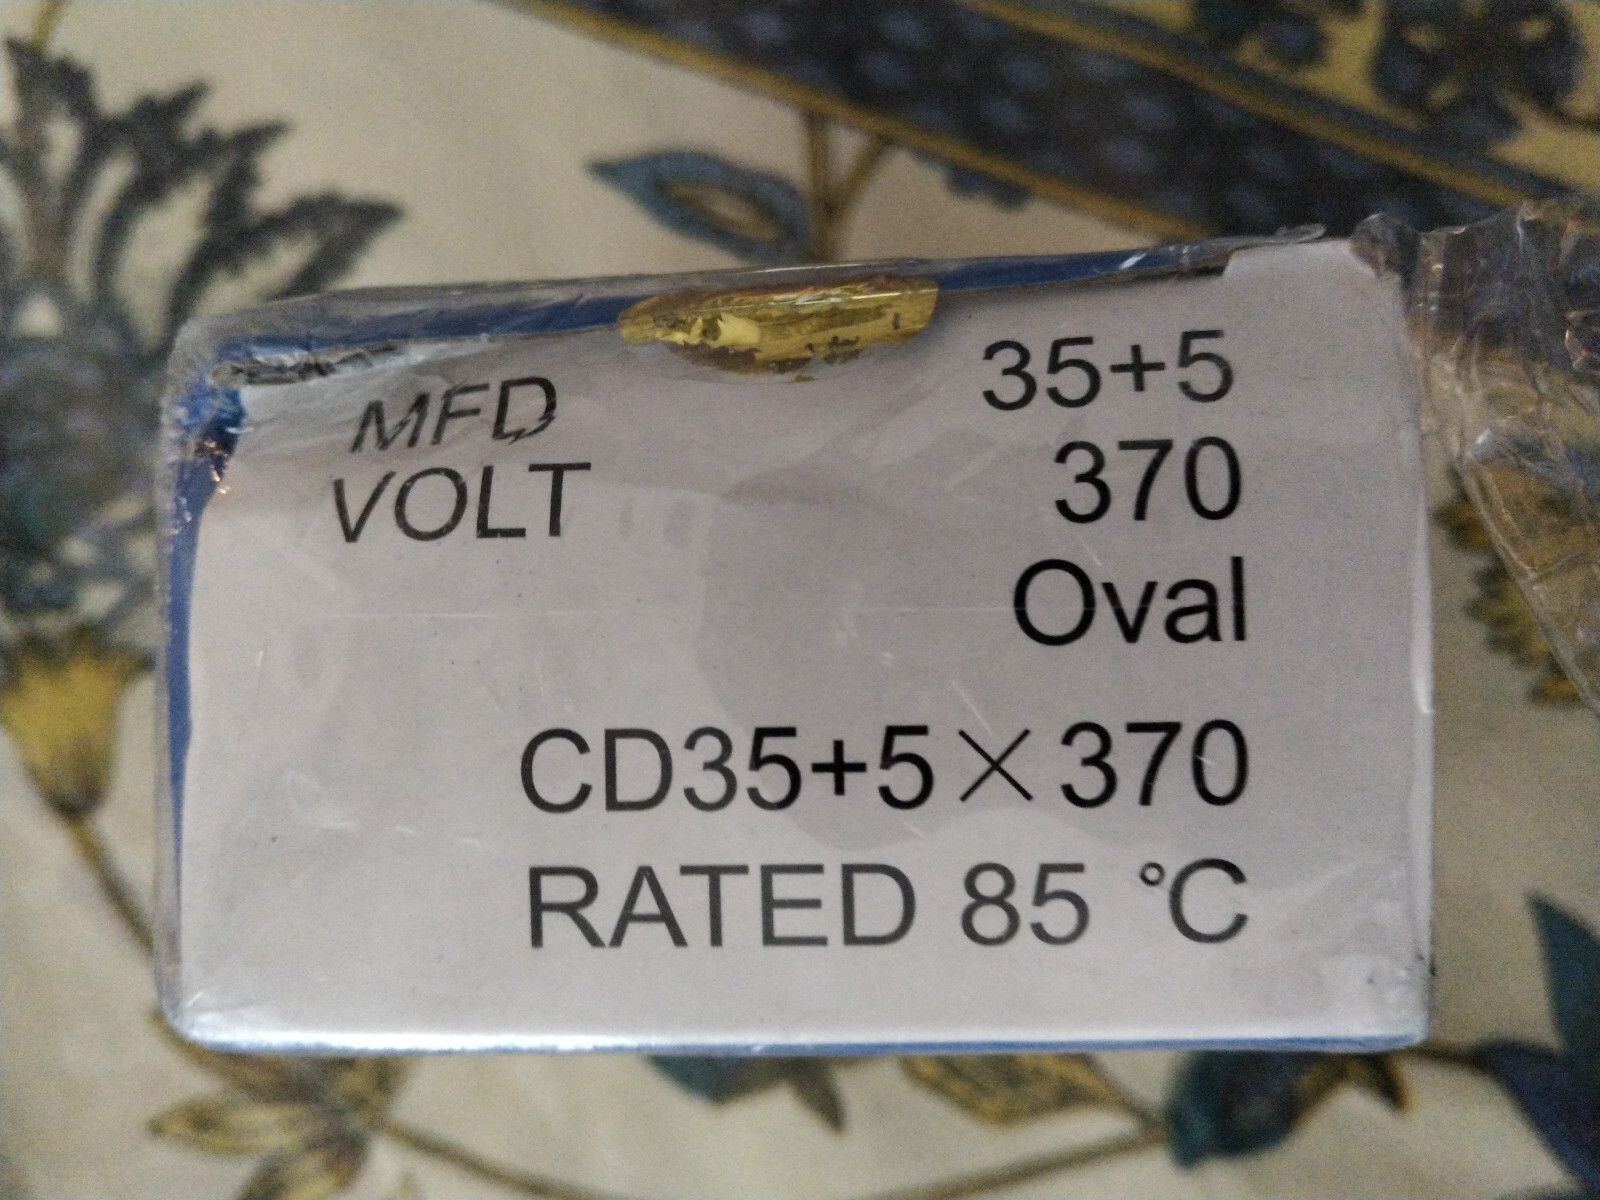 MFD 35+5
VOLT 370
Oval
CD35+5×370
RATED 85 °C